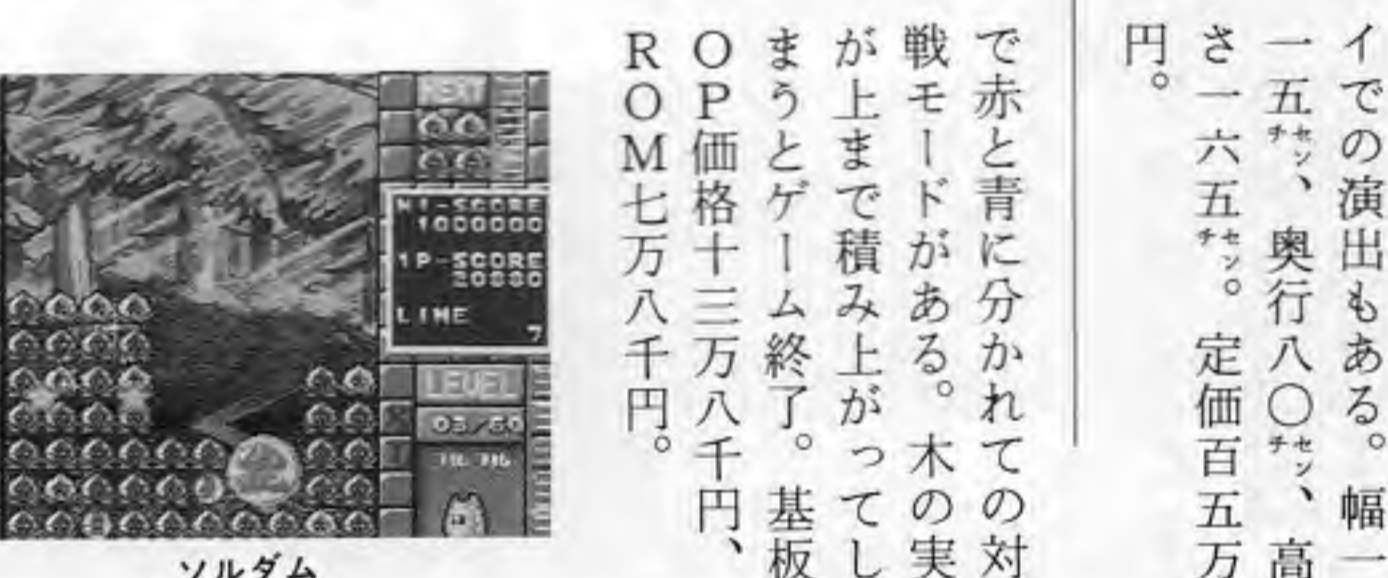 イでの演出もある。幅一
一五センチ、奥行八〇センチ、高
さ一六五センチ。定価百五万
円。
で赤と青に分かれての対
戦モードがある。木の実
が上まで積み上がってし
まうとゲーム終了。基板
OP価格十三万八千円、
ROM七万八千円。
NEXT
HI-SCORE
1000000
1P-SCORE
20880
LINE
7
LEVEL
03/60
ソルダム